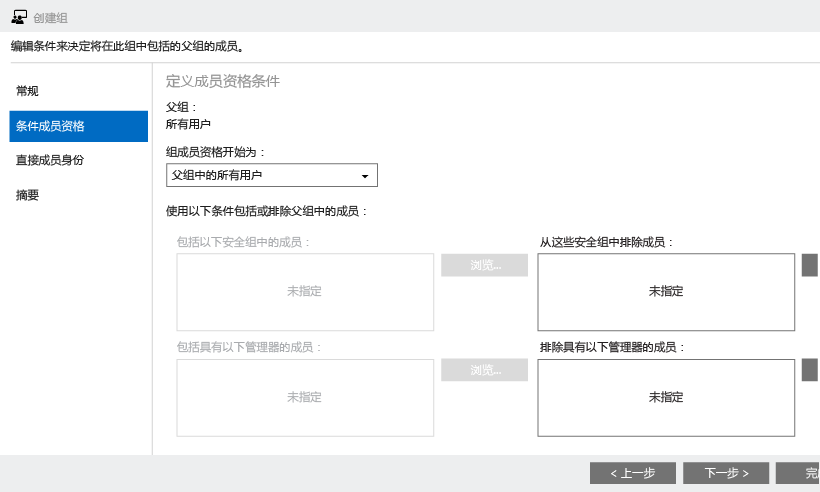 创建组
编辑条件来决定将在此组中包括的父组的成员。
常规
条件成员资格
直接成员身份
摘要
定义成员资格条件
父组：
所有用户
组成员资格开始为：
父组中的所有用户
使用以下条件包括或排除父组中的成员：
包括以下安全组中的成员：
未指定
浏览...
从这些安全组中排除成员：
未指定
包括具有以下管理器的成员：
未指定
浏览...
排除具有以下管理器的成员：
未指定
< 上一步
下一步 >
完